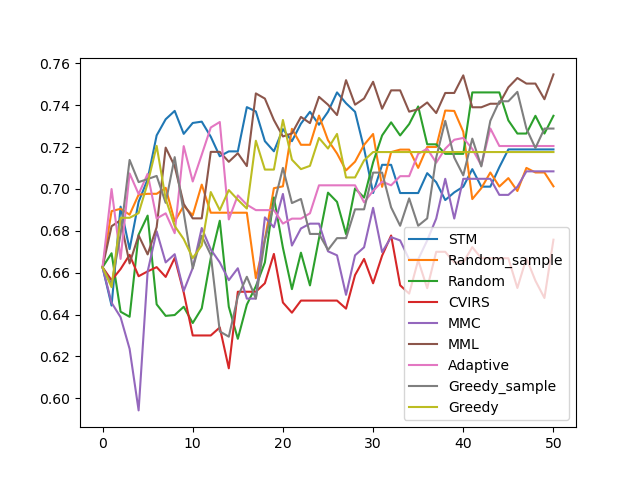 0.76
0.74
0.72
0.70
0.68
0.66
0.64
0.62
0.60
STM
Random_sample
Random
CVIRS
MMC
MML
Adaptive
Greedy_sample
Greedy
0 10 20 30 40 50